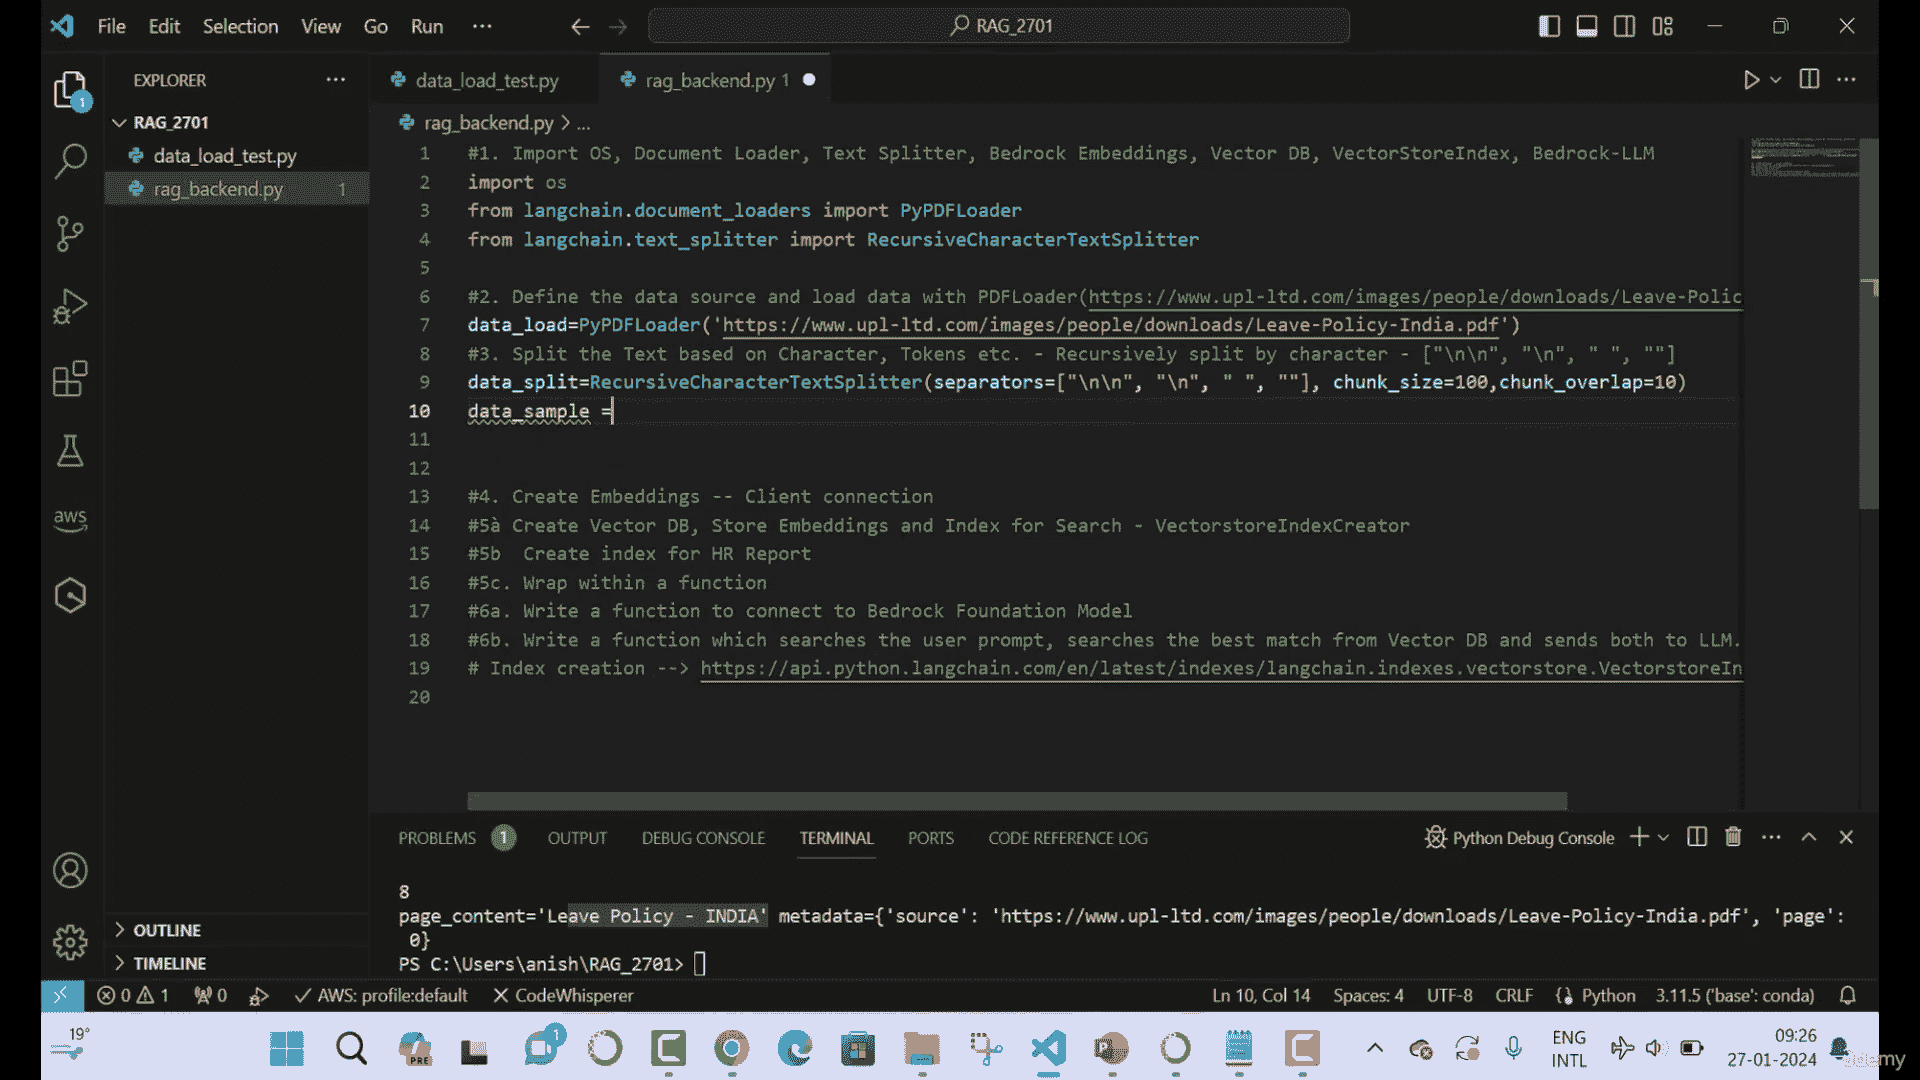 File Edit Selection View Go Run ··· RAG_2701
EXPLORER ···
data_load_test.py
rag_backend.py 1
RAG_2701
data_load_test.py
rag_backend.py 1
rag_backend.py > ...
1 #1. Import OS, Document Loader, Text Splitter, Bedrock Embeddings, Vector DB, VectorStoreIndex, Bedrock-LLM
2 import os
3 from langchain.document_loaders import PyPDFLoader
4 from langchain.text_splitter import RecursiveCharacterTextSplitter
5
6 #2. Define the data source and load data with PDFLoader(https://www.upl-ltd.com/images/people/downloads/Leave-Polic
7 data_load=PyPDFLoader('https://www.upl-ltd.com/images/people/downloads/Leave-Policy-India.pdf')
8 #3. Split the Text based on Character, Tokens etc. - Recursively split by character - ["\n\n", "\n", " ", ""]
9 data_split=RecursiveCharacterTextSplitter(separators=["\n\n", "\n", " ", ""], chunk_size=100,chunk_overlap=10)
10 data_sample =
11
12
13 #4. Create Embeddings -- Client connection
14 #5à Create Vector DB, Store Embeddings and Index for Search - VectorstoreIndexCreator
15 #5b  Create index for HR Report
16 #5c. Wrap within a function
17 #6a. Write a function to connect to Bedrock Foundation Model
18 #6b. Write a function which searches the user prompt, searches the best match from Vector DB and sends both to LLM.
19 # Index creation --> https://api.python.langchain.com/en/latest/indexes/langchain.indexes.vectorstore.VectorstoreIn
20
aws
OUTLINE
TIMELINE
PROBLEMS 1 OUTPUT DEBUG CONSOLE TERMINAL PORTS CODE REFERENCE LOG Python Debug Console
8
page_content='Leave Policy - INDIA' metadata={'source': 'https://www.upl-ltd.com/images/people/downloads/Leave-Policy-India.pdf', 'page':
0}
PS C:\Users\anish\RAG_2701>
0 1 0 AWS: profile:default CodeWhisperer Ln 10, Col 14 Spaces: 4 UTF-8 CRLF Python 3.11.5 ('base': conda)
19°
PRE
1
ENG
INTL
09:26
27-01-2024